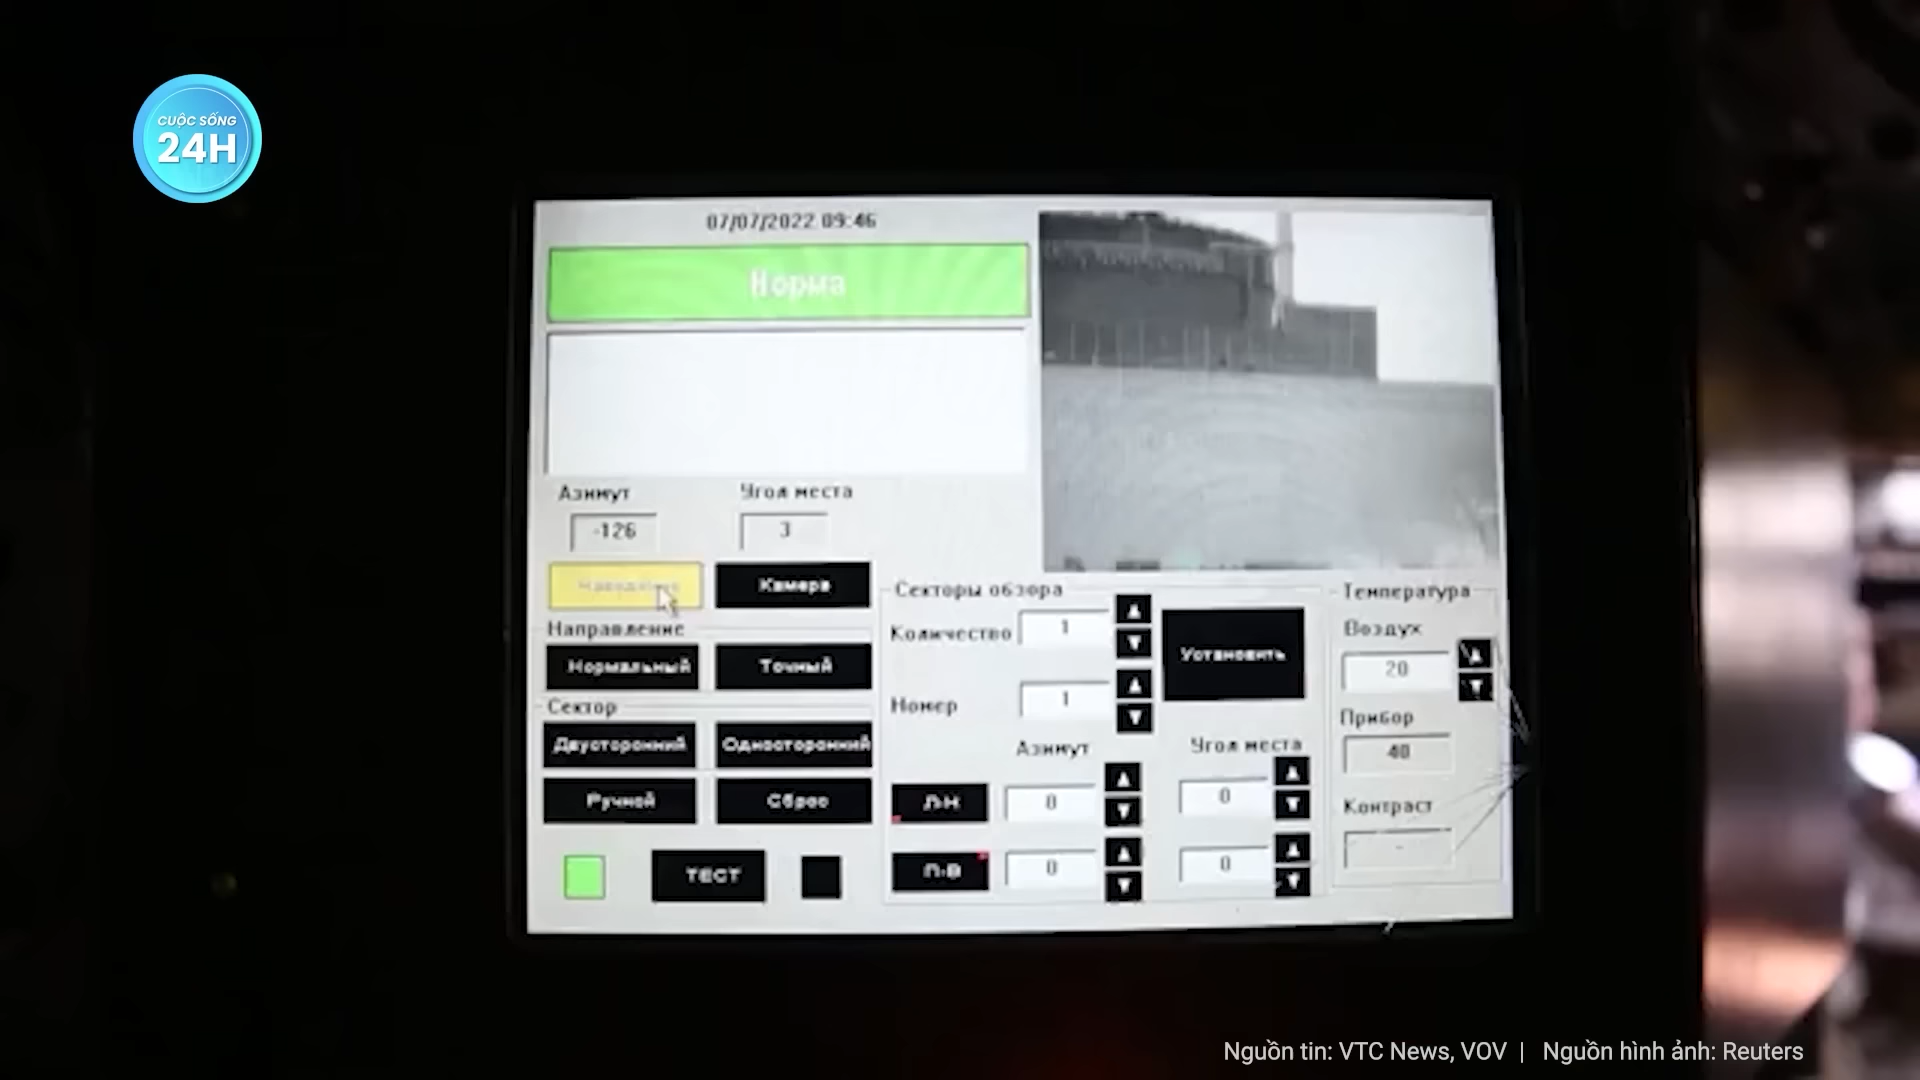 CUỘC SỐNG
24H
07/07/2022 09:46
Норма
Азимут
Угол места
-126
3
Камера
Направление
Нормальный
Точный
Сектор
Двусторонний
Односторонний
Ручной
Сброс
ТЕСТ
Секторы обзора
Количество
1
Установить
Номер
1
Азимут
Угол места
Л-Н
0
0
П-В
0
0
Температура
Воздух
20
Прибор
40
Контраст
-
Nguồn tin: VTC News, VOV | Nguồn hình ảnh: Reuters